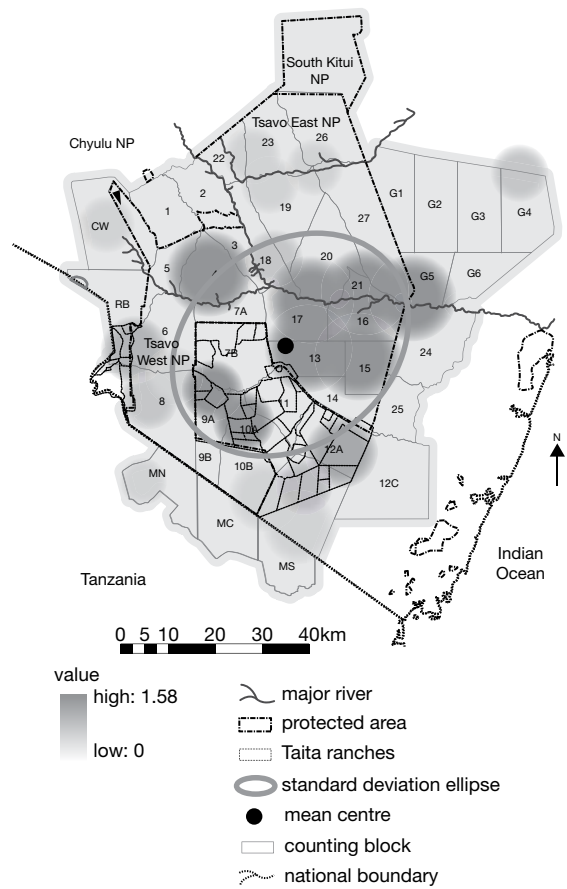 South Kitui
NP
Tsavo East NP
26
23
Chyulu NP
22
G1
G2
G3
G4
2
1
19
27
CW
3
18
20
5
21
G5
G6
RB
7A
17
16
6
Tsavo
West NP
7B
13
15
24
8
1
14
9A
10A
25
12A
9B
10B
MN
12C
MC
MS
N
Indian
Ocean
Tanzania
0 5 10 20 30 40km
value
high: 1.58
low: 0
major river
protected area
Taita ranches
standard deviation ellipse
mean centre
counting block
national boundary